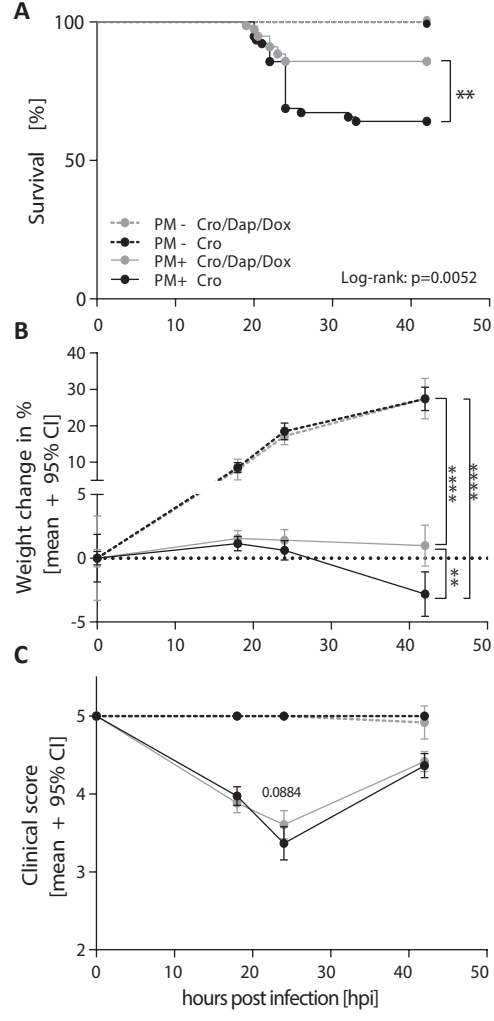 A
100
50
0
Survival [%]
PM - Cro/Dap/Dox
PM - Cro
PM+ Cro/Dap/Dox
PM+ Cro
Log-rank: p=0.0052
**
0 10 20 30 40 50
B
Weight change in %
[mean + 95% CI]
40
30
20
10
5
0
-5
****
****
**
0 10 20 30 40 50
C
Clinical score
[mean + 95% CI]
5
4
3
2
0.0884
0 10 20 30 40 50
hours post infection [hpi]